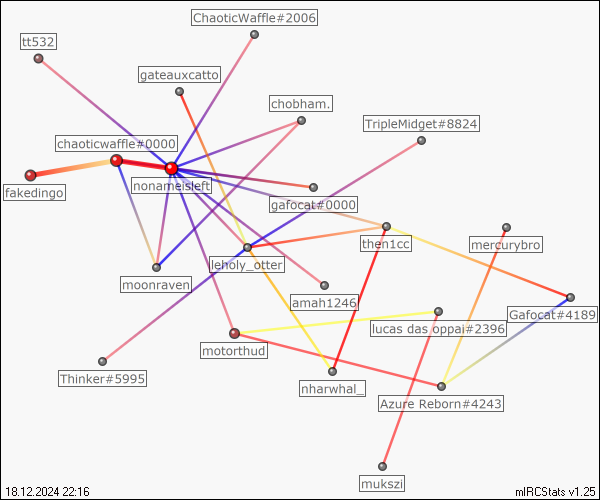 ChaoticWaffle#2006
tt532
gateauxcatto
chobham.
TripleMidget#8824
chaoticwaffle#0000
fakedingo
nonameisleft
gafocat#0000
then1cc
mercurybro
leholy_otter
moonraven
amah1246
Gafocat#4189
lucas das oppai#2396
motorthud
Thinker#5995
nharwhal_
Azure Reborn#4243
mukszi
18.12.2024 22:16
mIRCStats v1.25